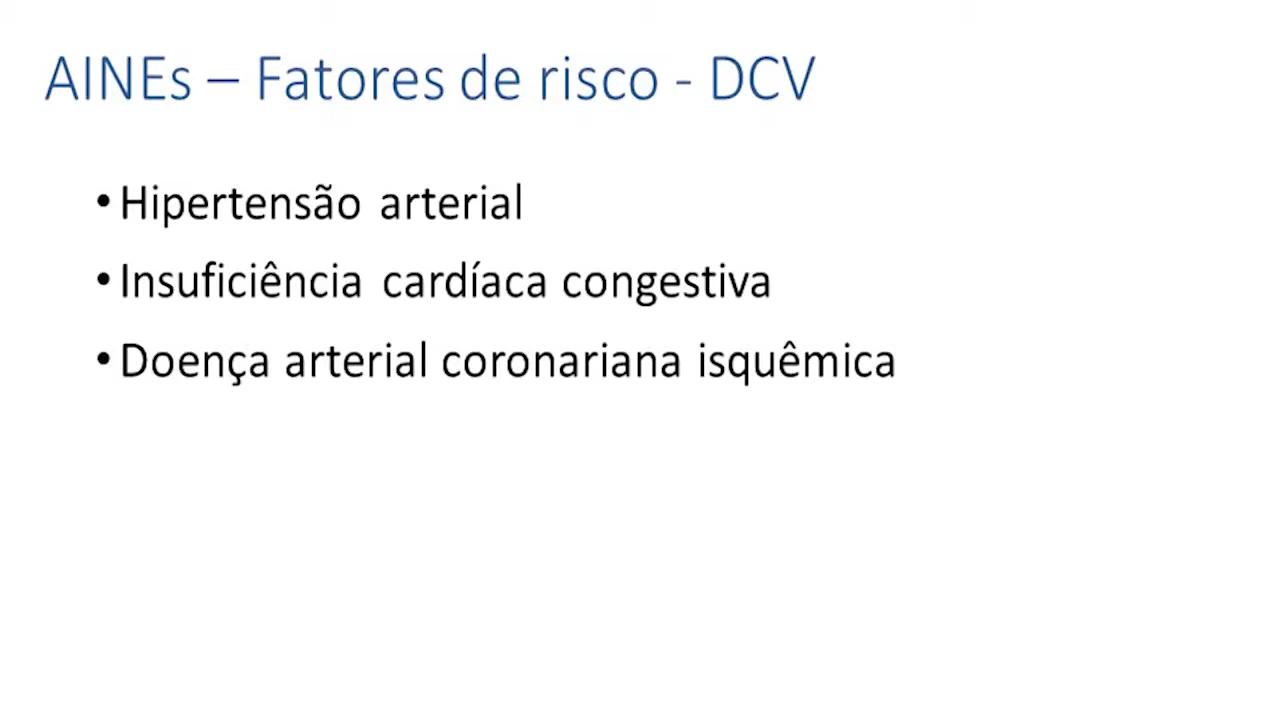 AINEs – Fatores de risco - DCV
• Hipertensão arterial
• Insuficiência cardíaca congestiva
• Doença arterial coronariana isquêmica